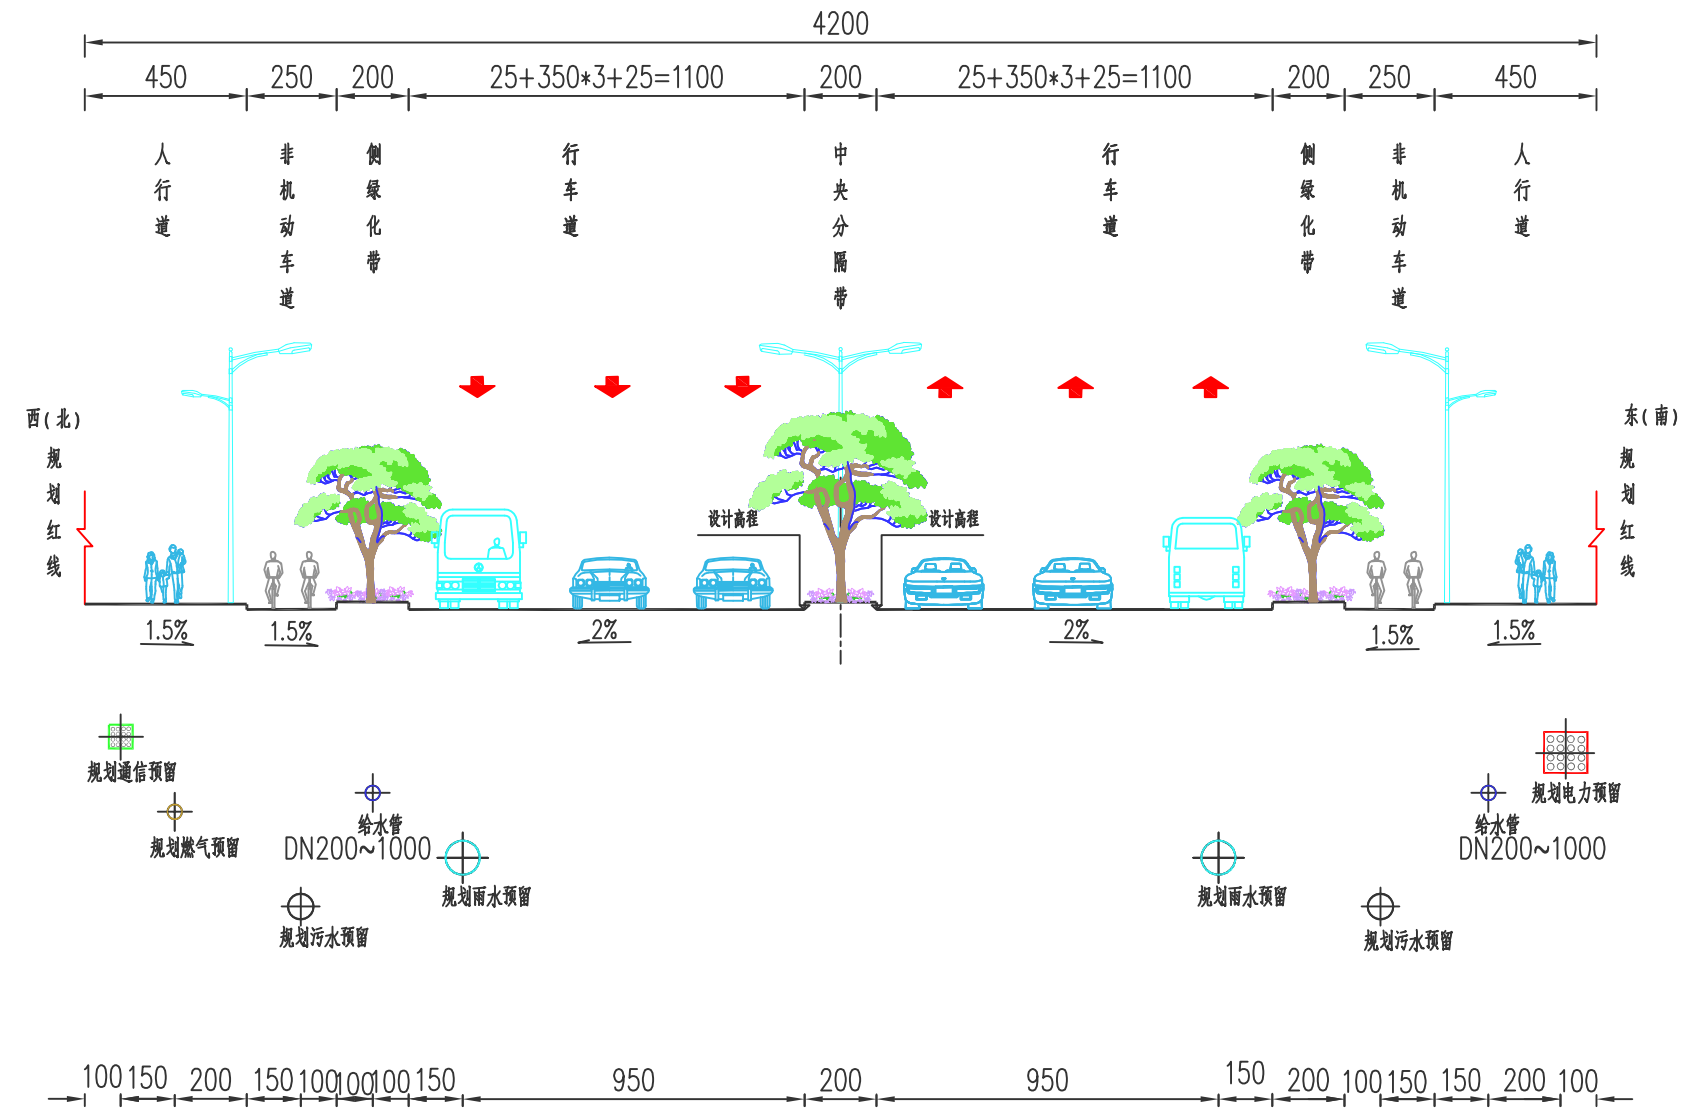 4200
450 250 200 25+350*3+25=1100 200 25+350*3+25=1100 200 250 450
人行道
非机动车道
侧绿化带
行车道
中央分隔带
行车道
侧绿化带
非机动车道
人行道
西(北)
规划红线
东(南)
规划红线
设计高程
设计高程
1.5% 1.5% 2% 2% 1.5% 1.5%
规划通信预留
规划燃气预留
给水管
DN200~1000
规划雨水预留
规划污水预留
规划电力预留
给水管
DN200~1000
规划雨水预留
规划污水预留
100 150 200 150 100 100 100 150 950 200 950 150 200 100 150 150 200 100